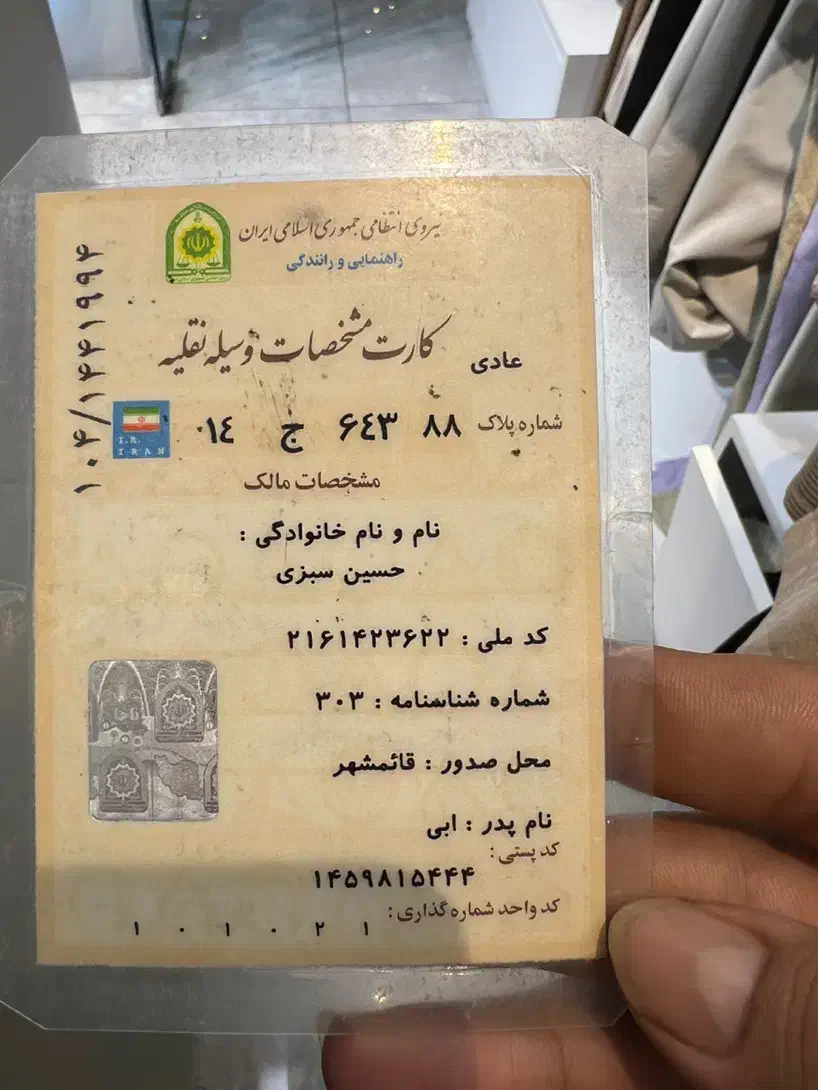 نیروی انتظامی جمهوری اسلامی ایران
راهنمایی و رانندگی
کارت مشخصات وسیله نقلیه
عادی
۱۰۴/۱۴۴۱۹۹۴
شماره پلاک ۸۸ ۶۴۳ ج ۱۴
I.R.
IRAN
مشخصات مالک
نام و نام خانوادگی :
حسین سبزی
کد ملی : ۲۱۶۱۴۲۳۶۲۲
شماره شناسنامه : ۳۰۳
محل صدور : قائمشهر
نام پدر : ابی
کد پستی :
۱۴۵۹۸۱۵۴۴۴
کد واحد شماره گذاری :
۱ ۰ ۱ ۰ ۲ ۱